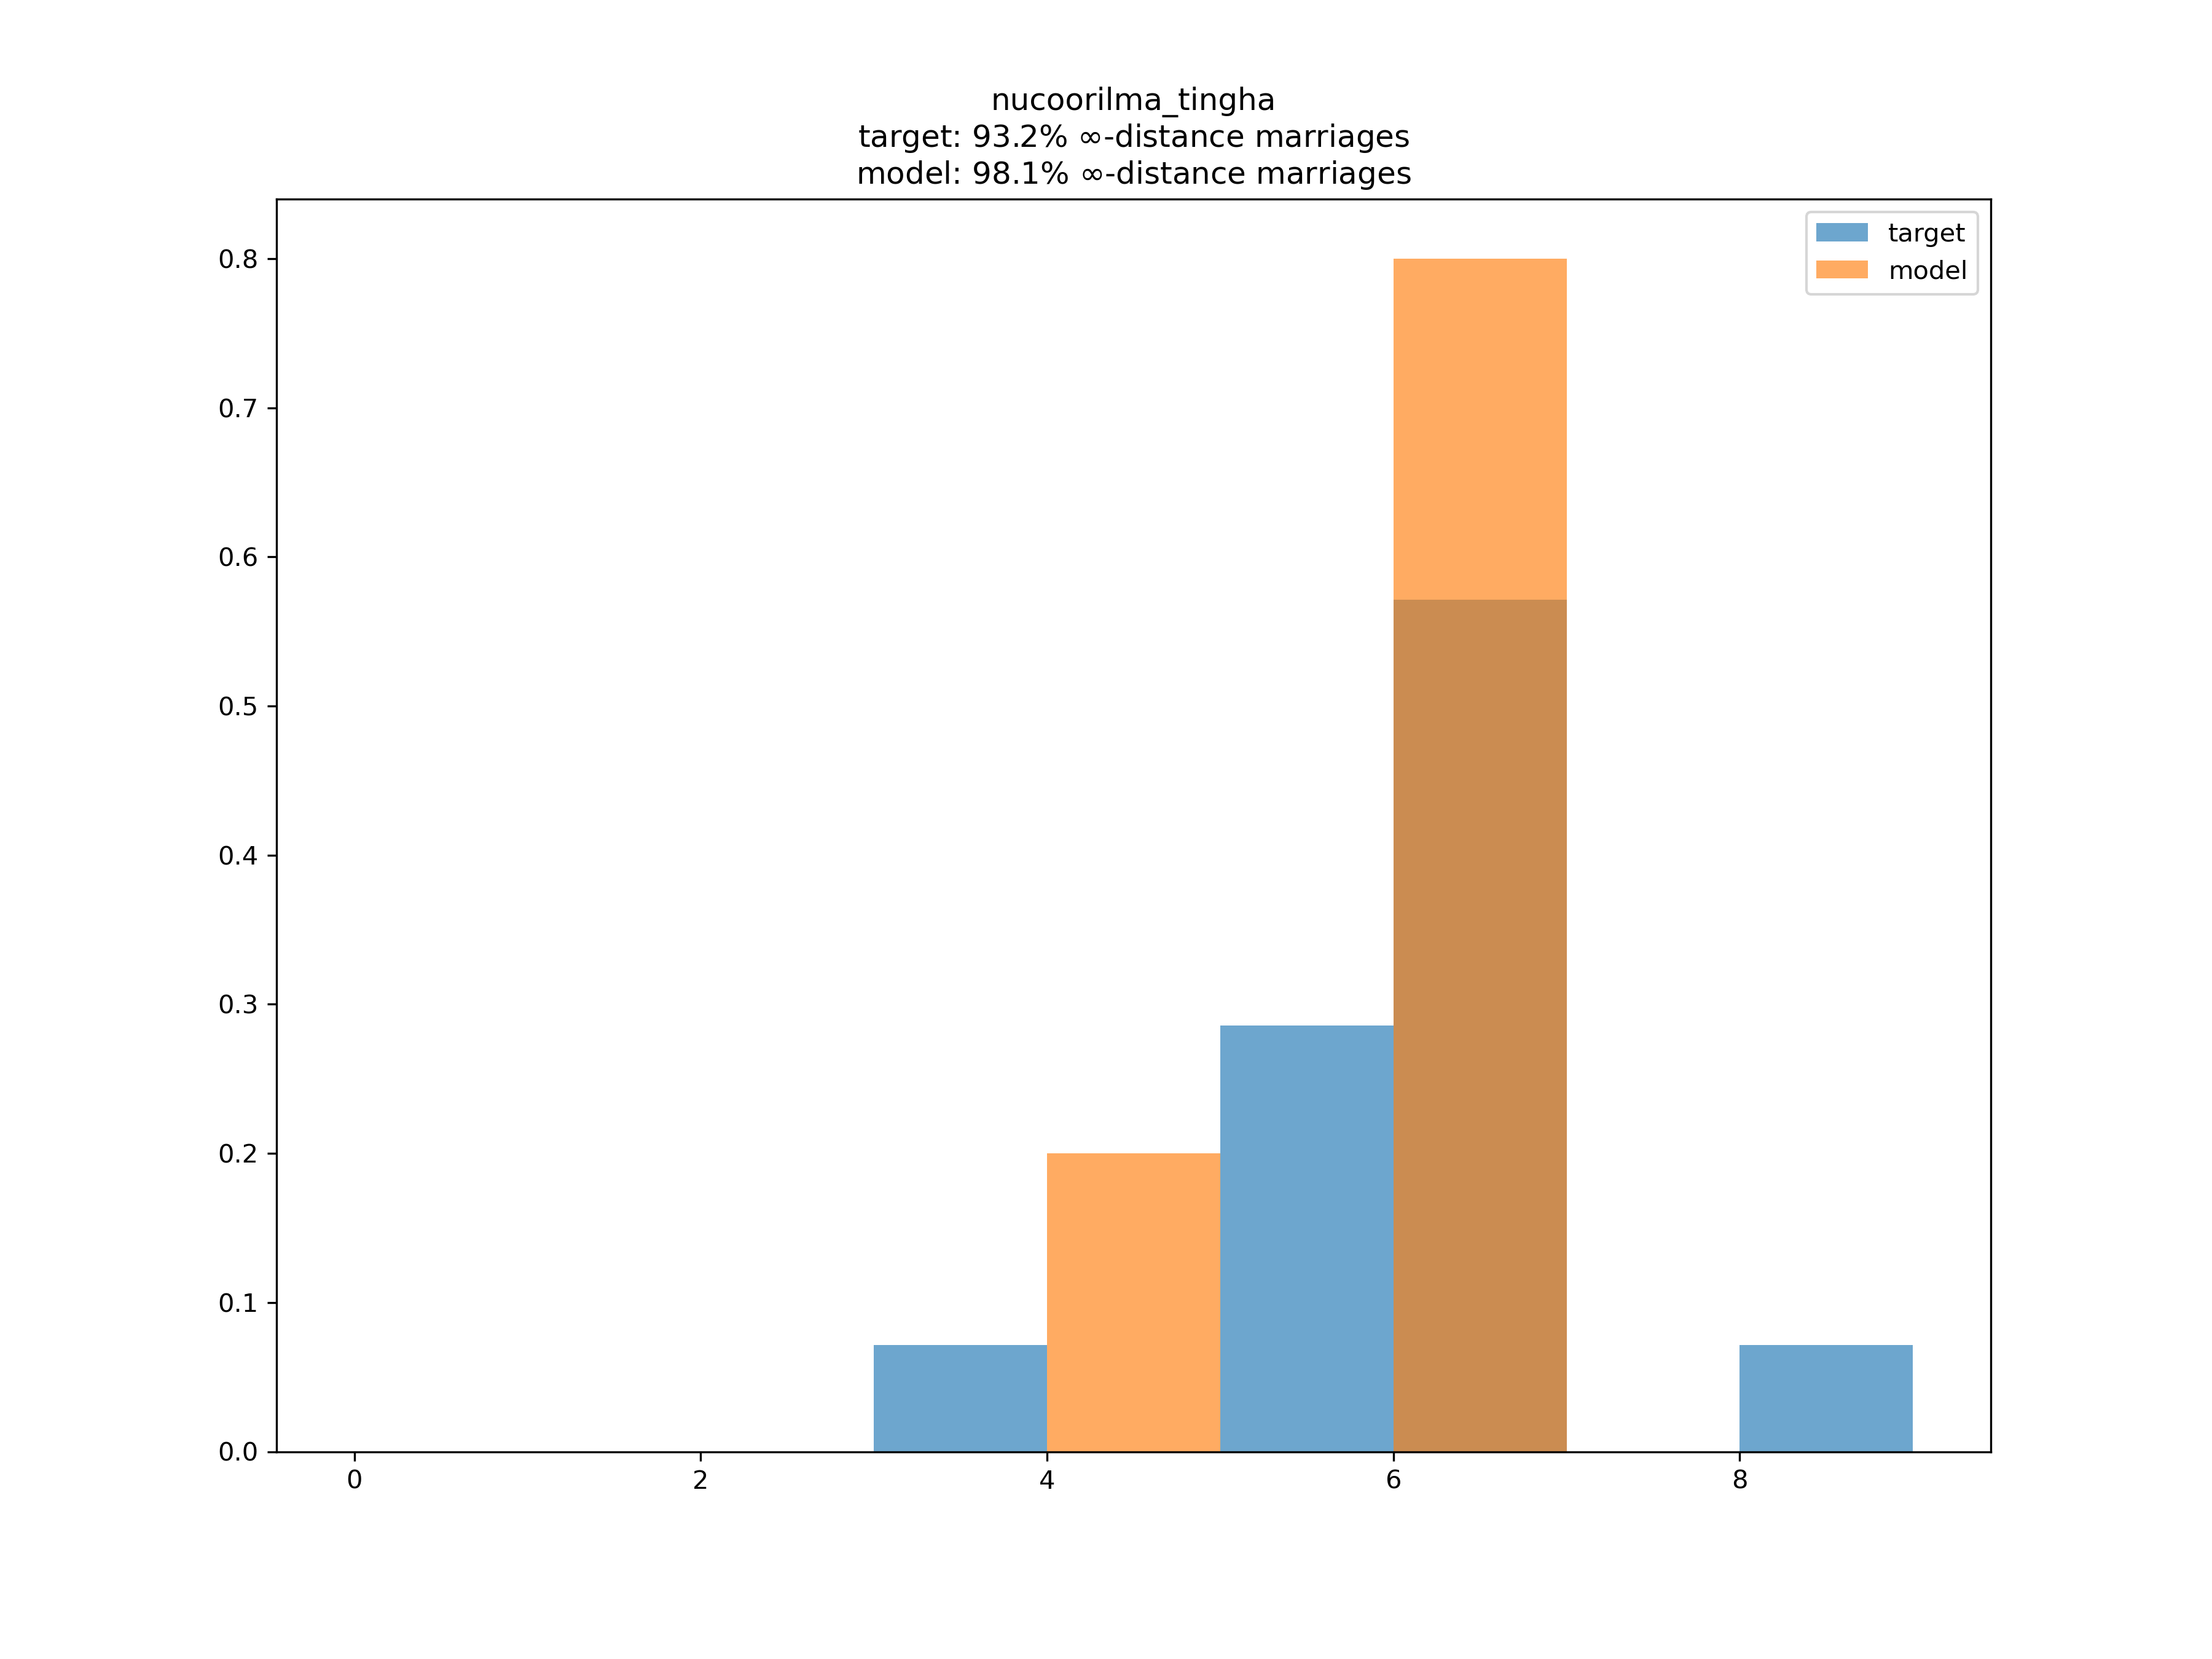 nucoorilma_tingha
target: 93.2% ∞-distance marriages
model: 98.1% ∞-distance marriages
target
model
0.8
0.7
0.6
0.5
0.4
0.3
0.2
0.1
0.0
0 2 4 6 8